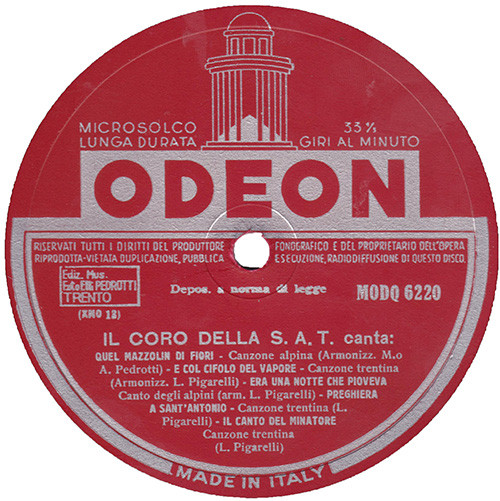 MICROSOLCO 33⅓
LUNGA DURATA GIRI AL MINUTO
ODEON
RISERVATI TUTTI I DIRITTI DEL PRODUTTORE FONOGRAFICO E DEL PROPRIETARIO DELL'OPERA
RIPRODOTTA-VIETATA DUPLICAZIONE, PUBBLICA ESECUZIONE, RADIODIFFUSIONE DI QUESTO DISCO.
Ediz. Mus.
F.lli PEDROTTI
TRENTO
(XMO 18)
Depos. a norma di legge
MODQ 6220
IL CORO DELLA S. A. T. canta:
QUEL MAZZOLIN DI FIORI - Canzone alpina (Armonizz. M.o
A. Pedrotti) - E COL CIFOLO DEL VAPORE - Canzone trentina
(Armonizz. L. Pigarelli) - ERA UNA NOTTE CHE PIOVEVA
Canto degli alpini (arm. L. Pigarelli) - PREGHIERA
A SANT'ANTONIO - Canzone trentina (L.
Pigarelli) - IL CANTO DEL MINATORE
Canzone trentina
(L. Pigarelli)
MADE IN ITALY